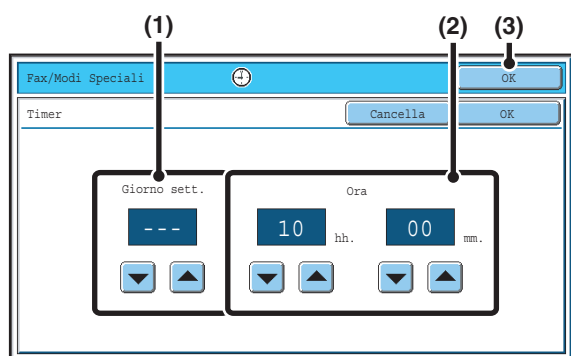 (1) (2) (3)
Fax/Modi Speciali OK
Timer Cancella OK
Giorno sett. Ora
--- 10 hh. 00 mm.